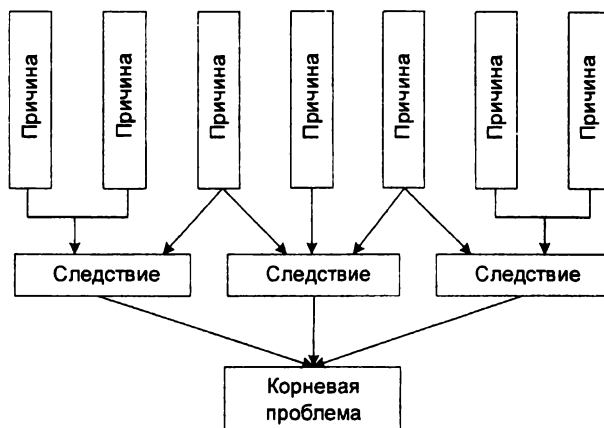 Причина
Причина
Причина
Причина
Причина
Причина
Причина
Следствие
Следствие
Следствие
Корневая
проблема